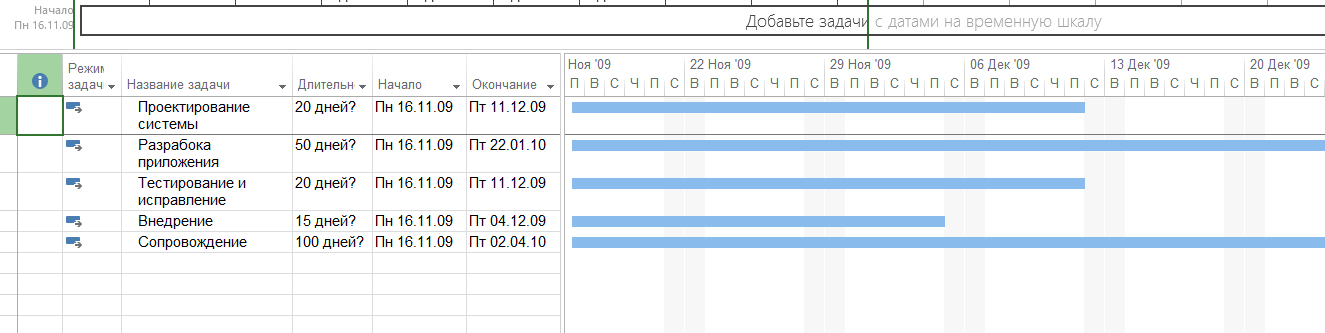 Начало
Пн 16.11.09
Добавьте задачи с датами на временную шкалу
Режим
задач
Название задачи
Длительн
Начало
Окончание
Ноя '09
22 Ноя '09
29 Ноя '09
06 Дек '09
13 Дек '09
20 Дек '09
П В С Ч П С В П В С Ч П С В П В С Ч П С В П В С Ч П С В П В С
Проектирование
системы
20 дней?
Пн 16.11.09
Пт 11.12.09
Разрабока
приложения
50 дней?
Пн 16.11.09
Пт 22.01.10
Тестирование и
исправление
20 дней?
Пн 16.11.09
Пт 11.12.09
Внедрение
15 дней?
Пн 16.11.09
Пт 04.12.09
Сопровождение
100 дней?
Пн 16.11.09
Пт 02.04.10